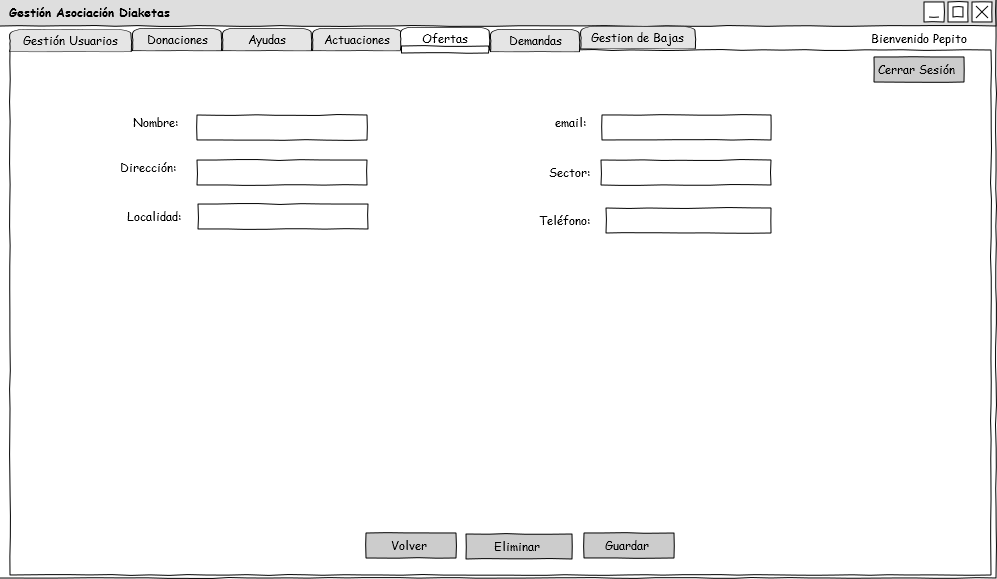 Gestión Asociación Diaketas
Gestión Usuarios Donaciones Ayudas Actuaciones Ofertas Demandas Gestion de Bajas Bienvenido Pepito
Cerrar Sesión
Nombre: email:
Dirección: Sector:
Localidad: Teléfono:
Volver Eliminar Guardar